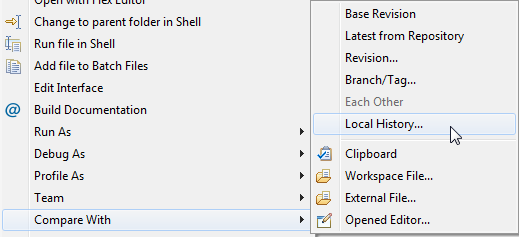 Open with Hex Editor
Change to parent folder in Shell
Run file in Shell
Add file to Batch Files
Edit Interface
@ Build Documentation
Run As
Debug As
Profile As
Team
Compare With
Base Revision
Latest from Repository
Revision...
Branch/Tag...
Each Other
Local History...
Clipboard
Workspace File...
External File...
Opened Editor...